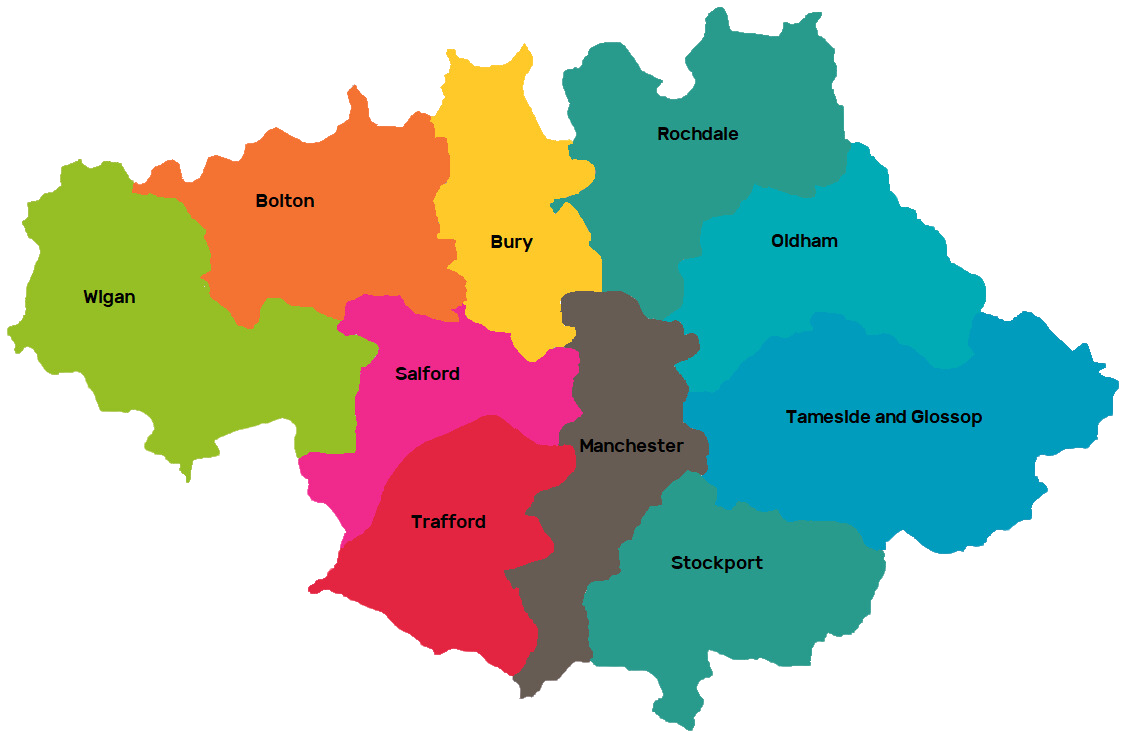 Rochdale
Bolton
Oldham
Bury
Wigan
Salford
Tameside and Glossop
Manchester
Trafford
Stockport